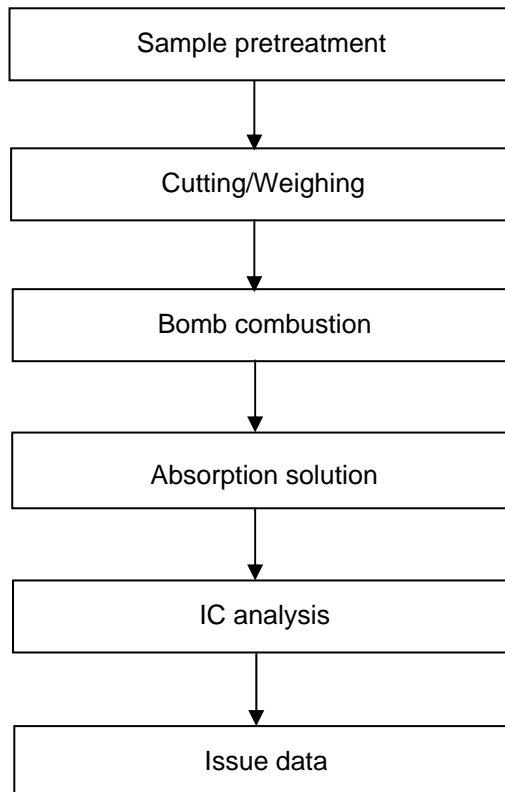 Sample pretreatment
Cutting/Weighing
Bomb combustion
Absorption solution
IC analysis
Issue data